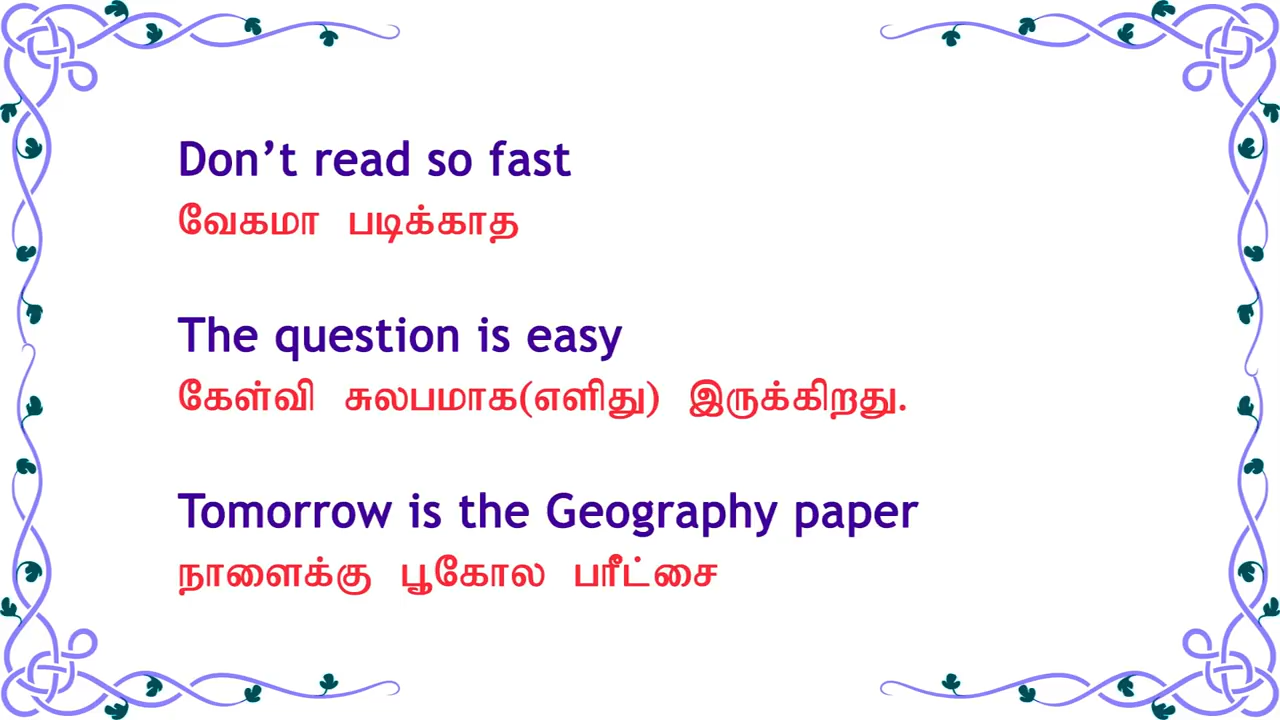 Don’t read so fast
வேகமா படிக்காத
The question is easy
கேள்வி சுலபமாக(எளிது) இருக்கிறது.
Tomorrow is the Geography paper
நாளைக்கு பூகோல பரீட்சை